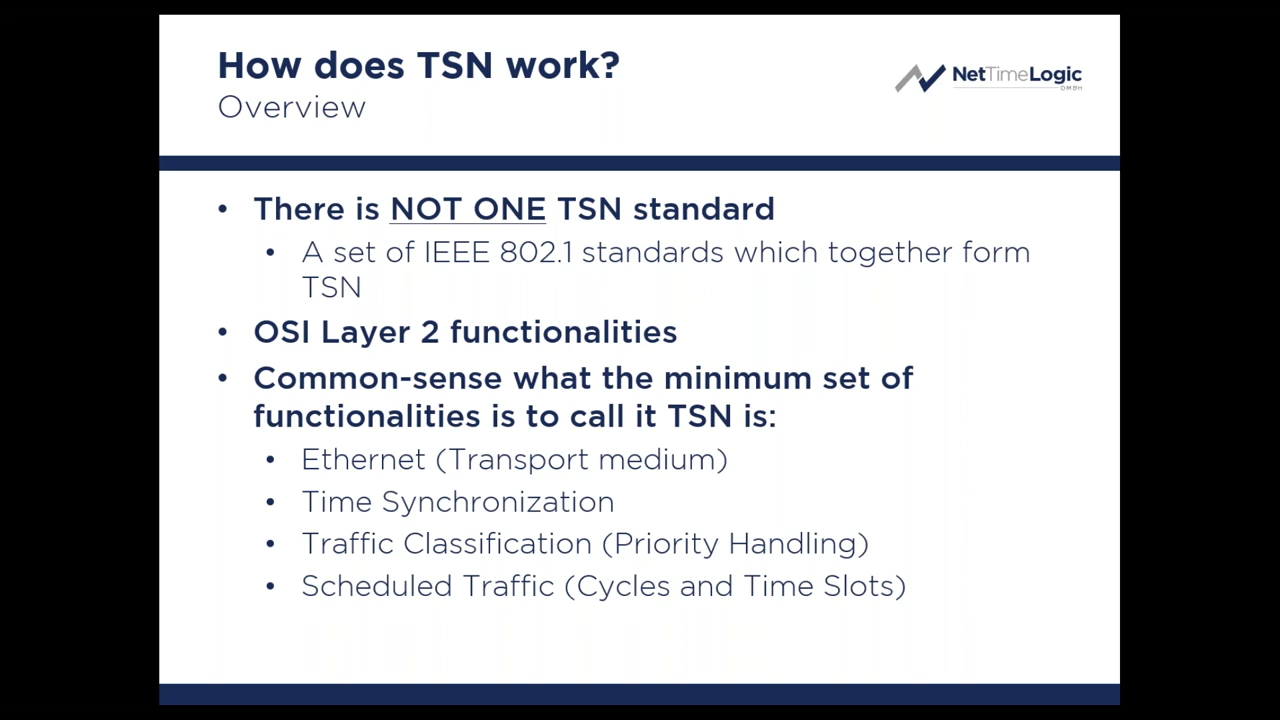 How does TSN work?
Overview
NetTimeLogic
GMBH
• There is NOT ONE TSN standard
• A set of IEEE 802.1 standards which together form
TSN
• OSI Layer 2 functionalities
• Common-sense what the minimum set of
functionalities is to call it TSN is:
• Ethernet (Transport medium)
• Time Synchronization
• Traffic Classification (Priority Handling)
• Scheduled Traffic (Cycles and Time Slots)